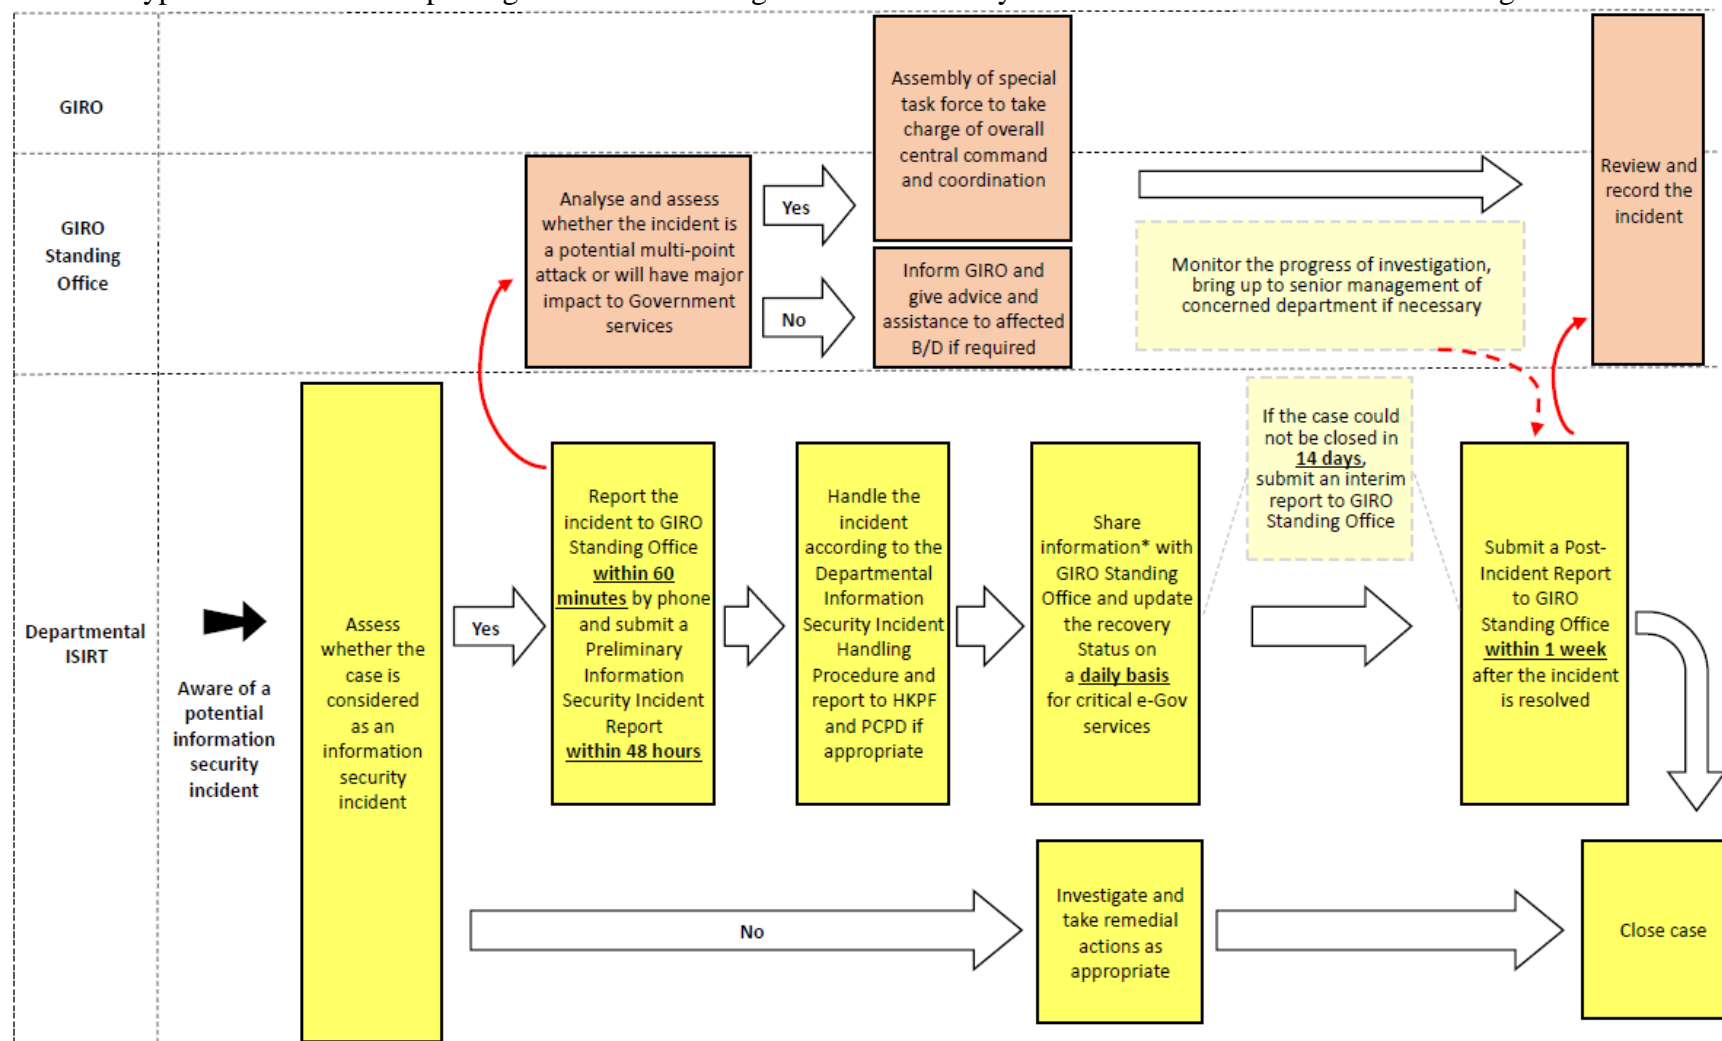 GIRO
Assembly of special
task force to take
charge of overall
central command
and coordination
Review and
record the
incident
GIRO
Standing
Office
Analyse and assess
whether the incident is
a potential multi-point
attack or will have major
impact to Government
services
Yes
No
Inform GIRO and
give advice and
assistance to affected
B/D if required
Monitor the progress of investigation,
bring up to senior management of
concerned department if necessary
Departmental
ISIRT
Aware of a
potential
information
security
incident
Assess
whether the
case is
considered
as an
information
security
incident
Yes
Report the
incident to GIRO
Standing Office
within 60
minutes by phone
and submit a
Preliminary
Information
Security Incident
Report
within 48 hours
Handle the
incident
according to the
Departmental
Information
Security Incident
Handling
Procedure and
report to HKPF
and PCPD if
appropriate
Share
information* with
GIRO Standing
Office and update
the recovery
Status on
a daily basis
for critical e-Gov
services
If the case could
not be closed in
14 days,
submit an interim
report to GIRO
Standing Office
Submit a Post-
Incident Report
to GIRO
Standing Office
within 1 week
after the incident
is resolved
No
Investigate and
take remedial
actions as
appropriate
Close case